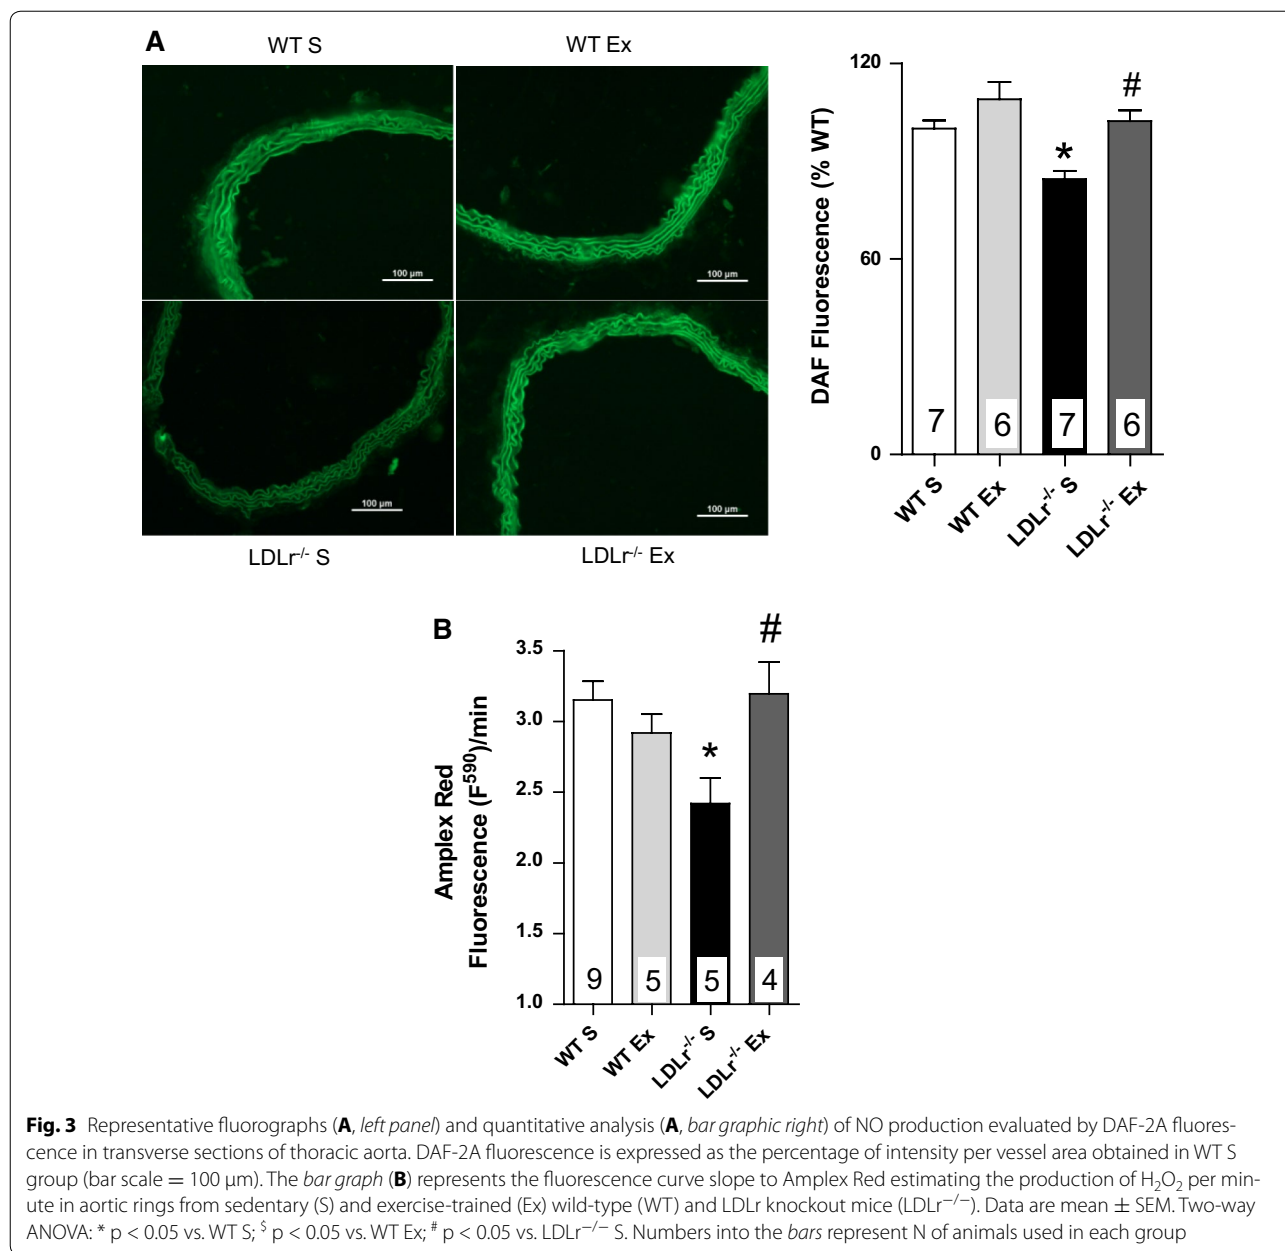 A
WT S
WT Ex
100 µm
100 µm
100 µm
100 µm
LDLr-/- S
LDLr-/- Ex
DAF Fluorescence (% WT)
120
60
0
*
#
7
6
7
6
WT S
WT Ex
LDLr-/- S
LDLr-/- Ex
B
Amplex Red
Fluorescence (F590)/min
3.5
3.0
2.5
2.0
1.5
1.0
*
#
9
5
5
4
WT S
WT Ex
LDLr-/- S
LDLr-/- Ex
Fig. 3 Representative fluorographs (A, left panel) and quantitative analysis (A, bar graphic right) of NO production evaluated by DAF-2A fluores-
cence in transverse sections of thoracic aorta. DAF-2A fluorescence is expressed as the percentage of intensity per vessel area obtained in WT S
group (bar scale = 100 µm). The bar graph (B) represents the fluorescence curve slope to Amplex Red estimating the production of H2O2 per min-
ute in aortic rings from sedentary (S) and exercise-trained (Ex) wild-type (WT) and LDLr knockout mice (LDLr−/−). Data are mean ± SEM. Two-way
ANOVA: * p < 0.05 vs. WT S; $ p < 0.05 vs. WT Ex; # p < 0.05 vs. LDLr−/− S. Numbers into the bars represent N of animals used in each group